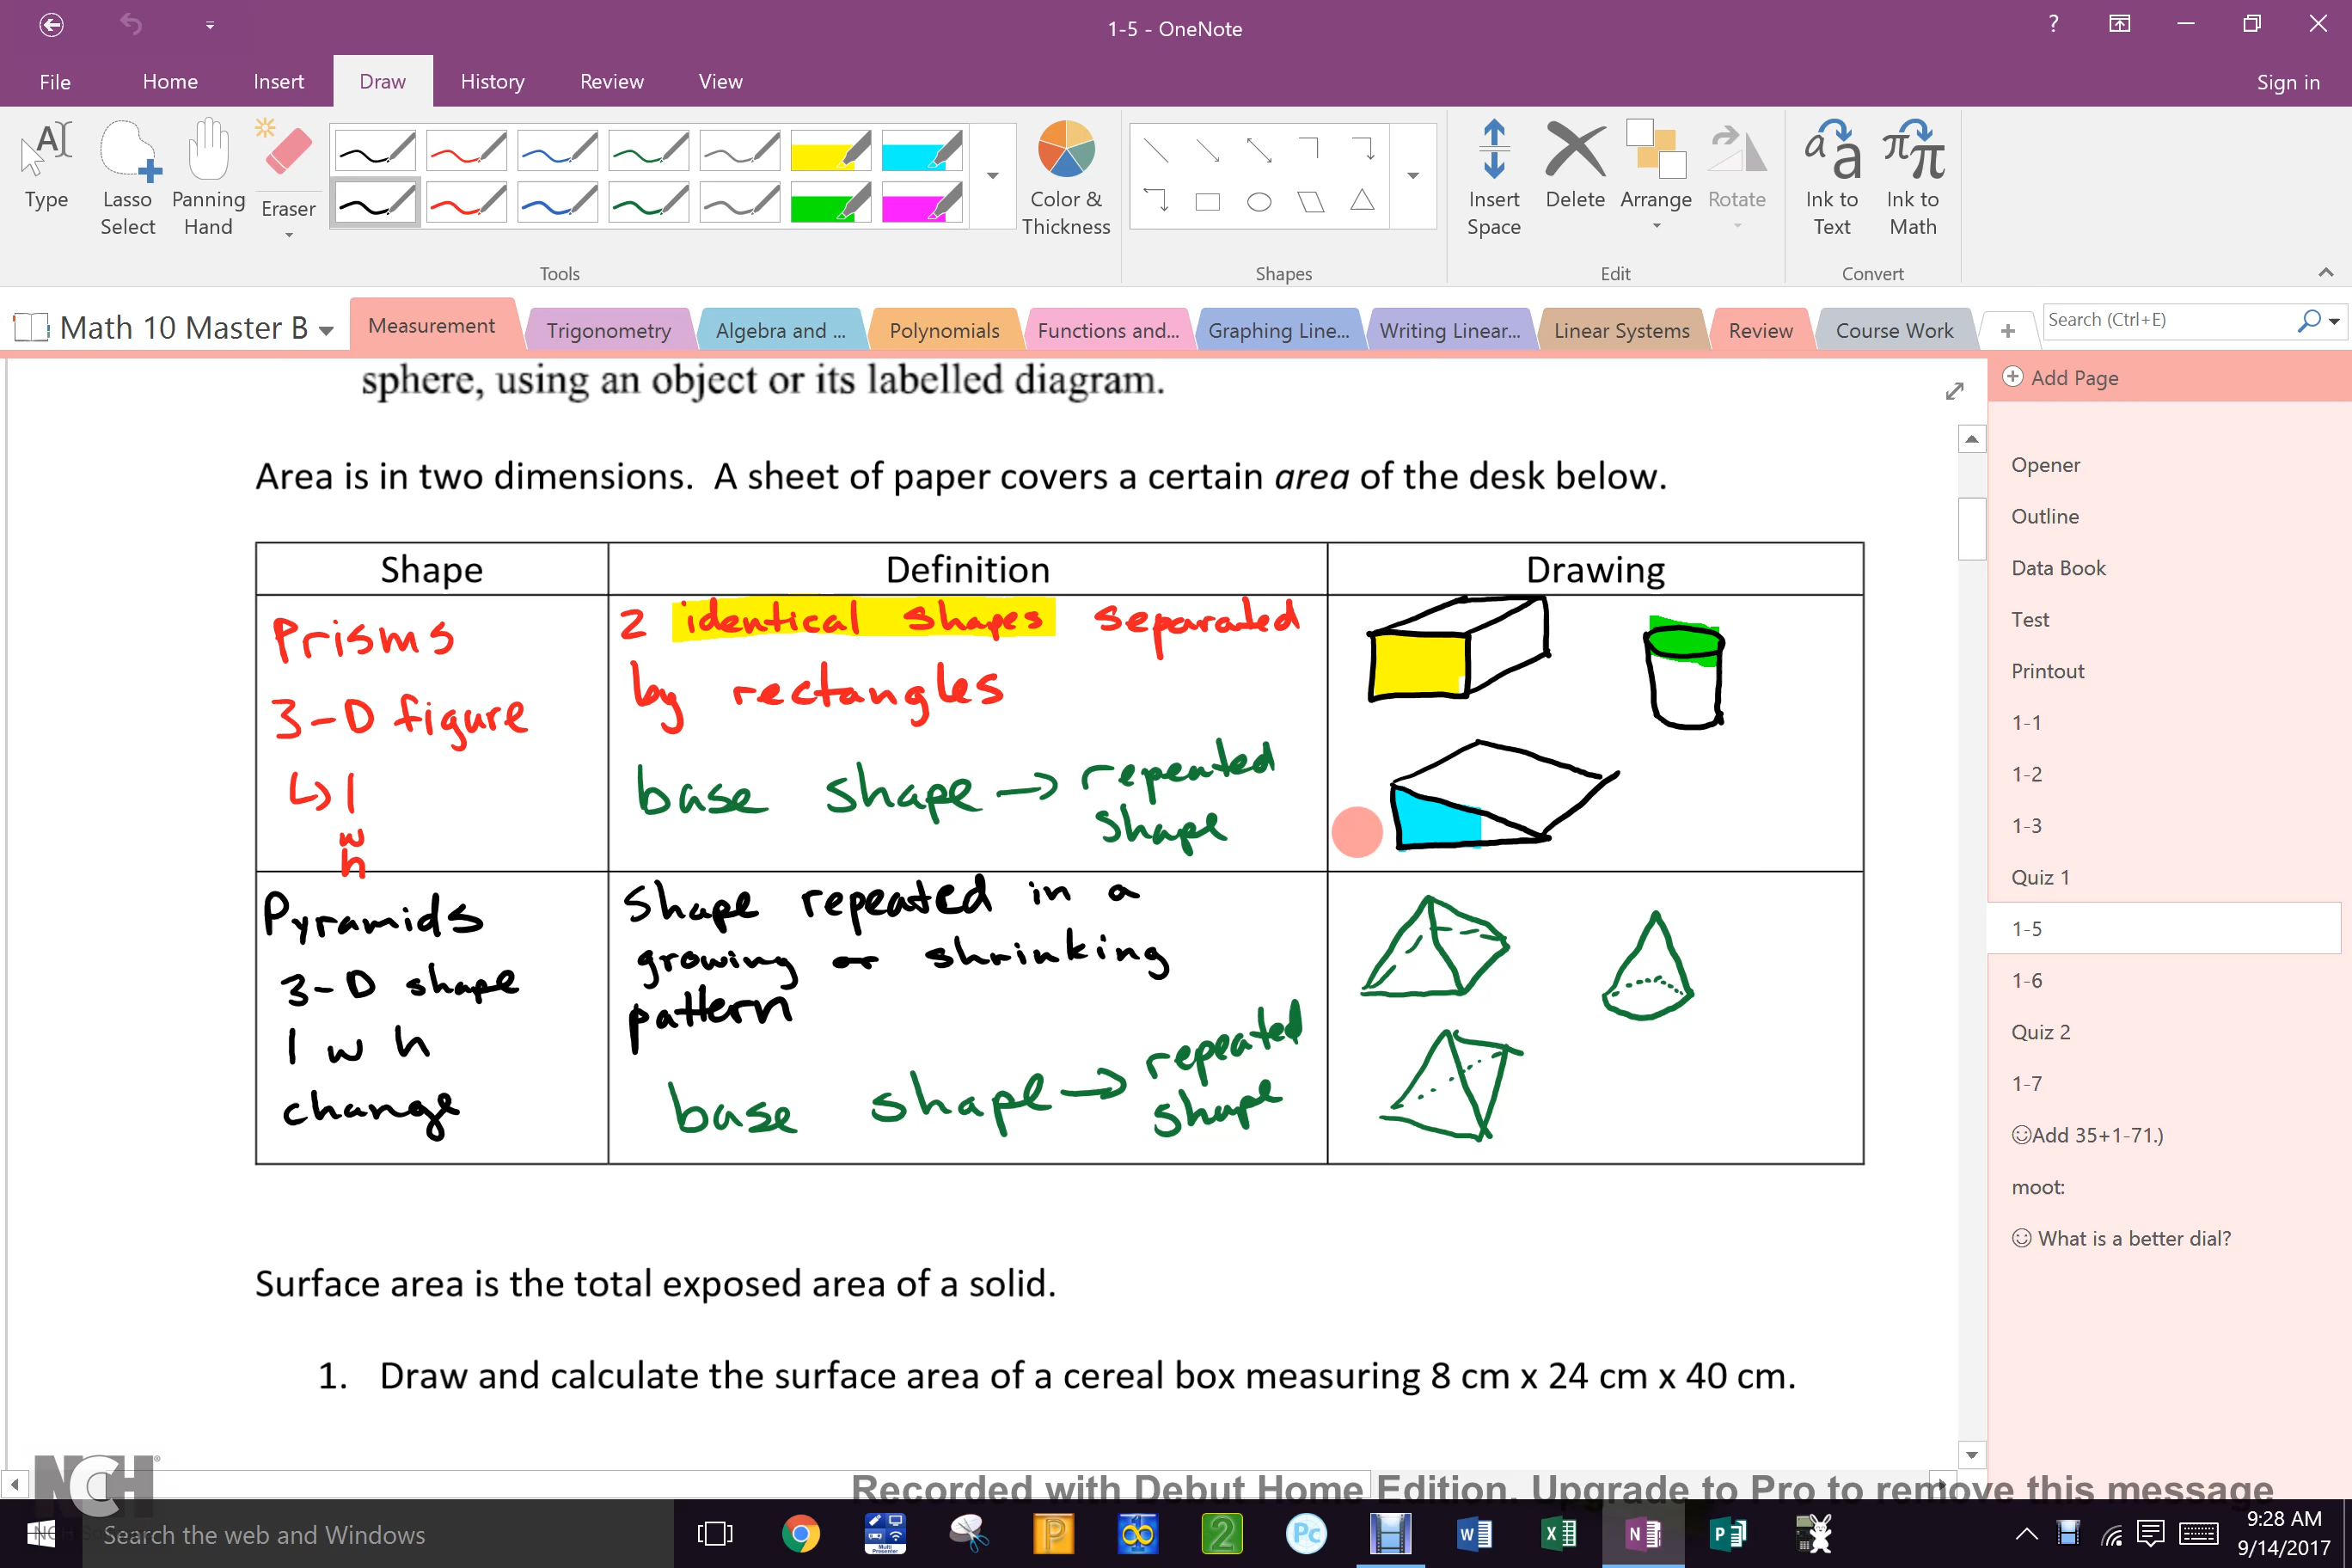 1-5 - OneNote
?
File Home Insert Draw History Review View Sign in
Type
Lasso Select
Panning Hand
Eraser
Color & Thickness
Insert Space
Delete
Arrange
Rotate
Ink to Text
Ink to Math
Tools Shapes Edit Convert
Math 10 Master B
Measurement Trigonometry Algebra and ... Polynomials Functions and... Graphing Line... Writing Linear... Linear Systems Review Course Work +
Search (Ctrl+E)
sphere, using an object or its labelled diagram.
Area is in two dimensions. A sheet of paper covers a certain area of the desk below.
Shape Definition Drawing
Prisms
3-D figure
↳ l
w
h
2 identical shapes separated
by rectangles
base shape → repeated
shape
Pyramids
3-D shape
l w h
change
Shape repeated in a
growing or shrinking
pattern
base shape → repeated
shape
Surface area is the total exposed area of a solid.
1. Draw and calculate the surface area of a cereal box measuring 8 cm x 24 cm x 40 cm.
Add Page
Opener
Outline
Data Book
Test
Printout
1-1
1-2
1-3
Quiz 1
1-5
1-6
Quiz 2
1-7
☺Add 35+1-71.)
moot:
☺ What is a better dial?
NCH
Recorded with Debut Home Edition. Upgrade to Pro to remove this message
Search the web and Windows
9:28 AM
9/14/2017